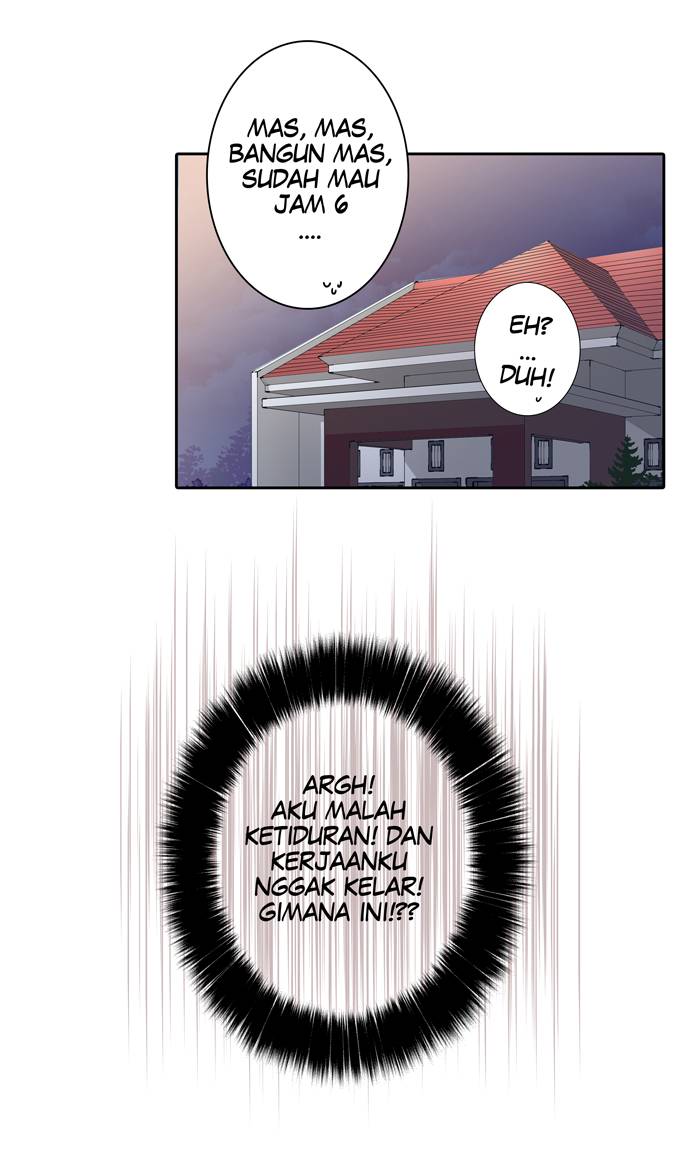 MAS, MAS,
BANGUN MAS,
SUDAH MAU
JAM 6
....
EH?
...
DUH!
ARGH!
AKU MALAH
KETIDURAN! DAN
KERJAANKU
NGGAK KELAR!
GIMANA INI!??